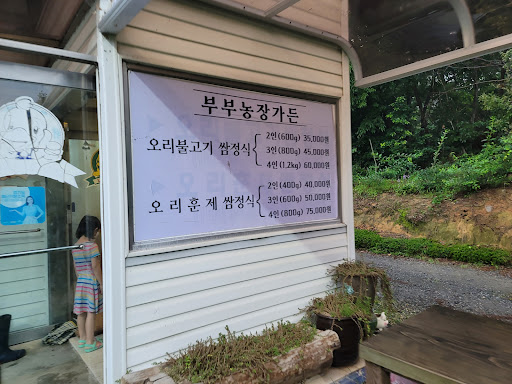 부부농장가든
오리불고기 쌈정식
2인(600g) 35,000원
3인(800g) 45,000원
4인(1.2kg) 60,000원
오리훈제 쌈정식
2인(400g) 40,000원
3인(600g) 50,000원
4인(800g) 75,000원